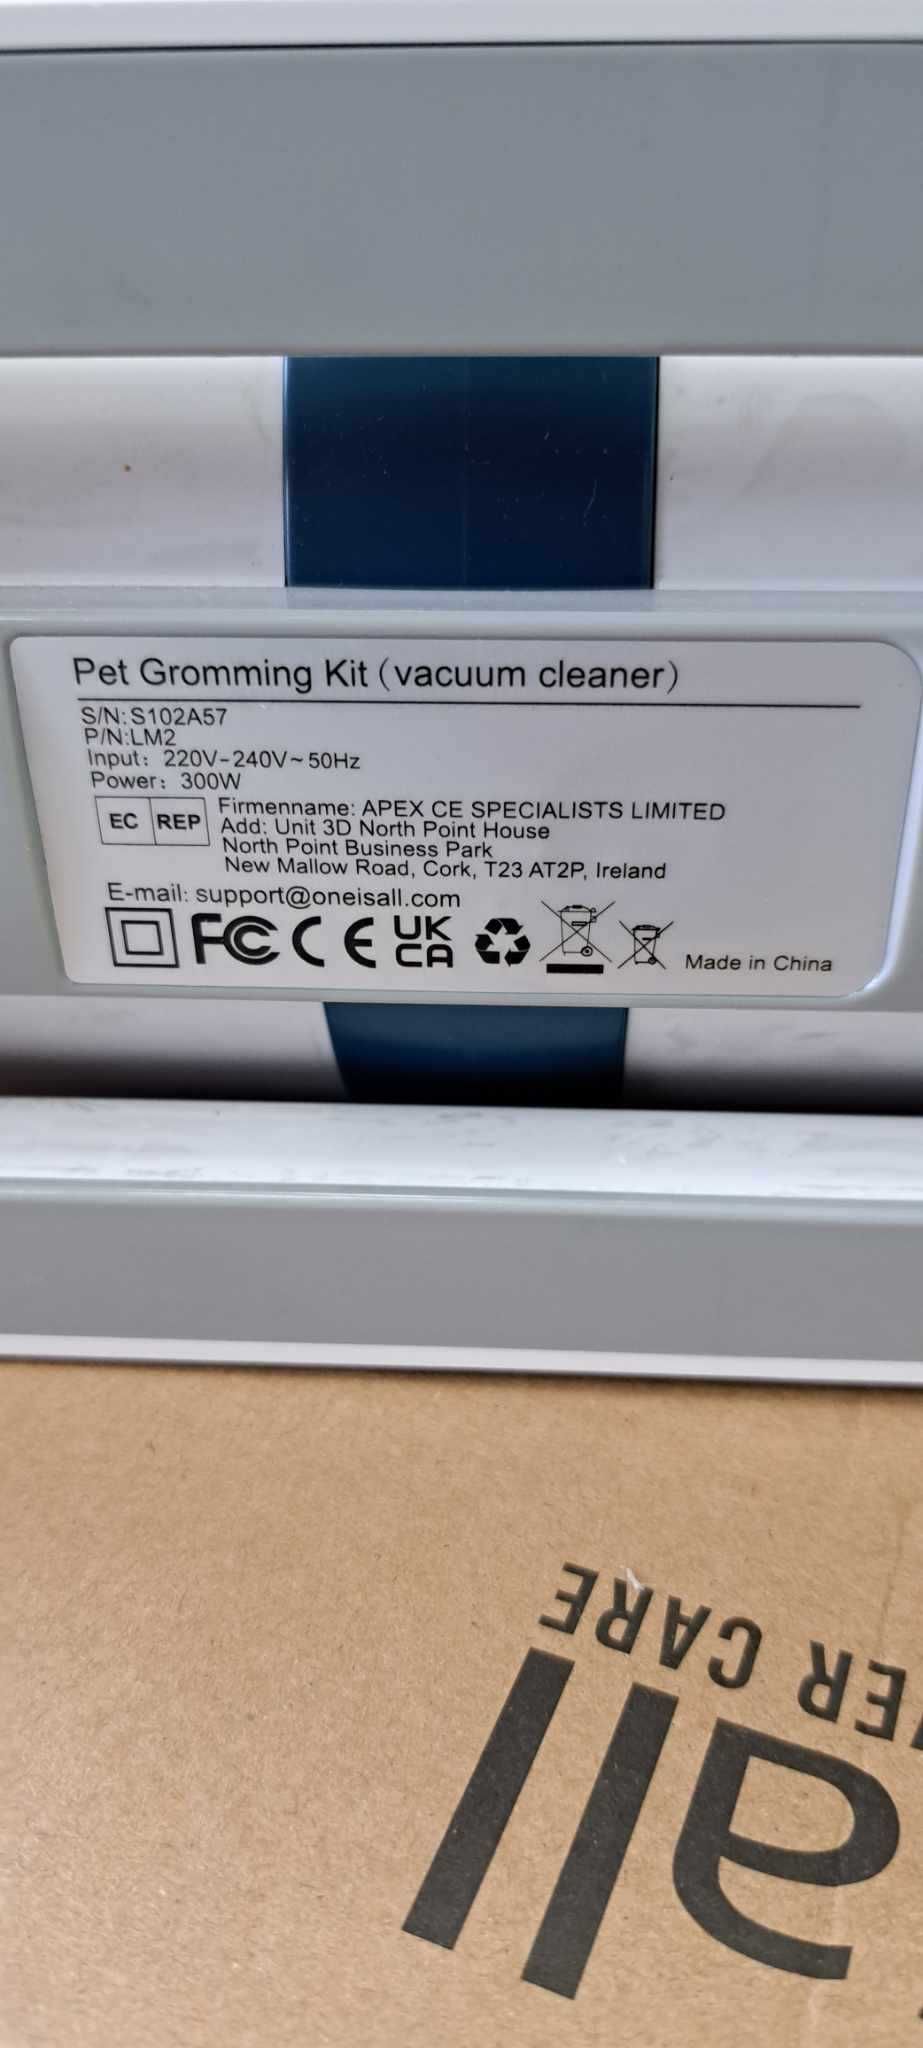 Pet Gromming Kit (vacuum cleaner)
S/N: S102A57
P/N:LM2
Input: 220V-240V~50Hz
Power: 300W
EC REP
Firmenname: APEX CE SPECIALISTS LIMITED
Add: Unit 3D North Point House
North Point Business Park
New Mallow Road, Cork, T23 AT2P, Ireland
E-mail: support@oneisall.com
FC CE UK CA Made in China
all
CARE